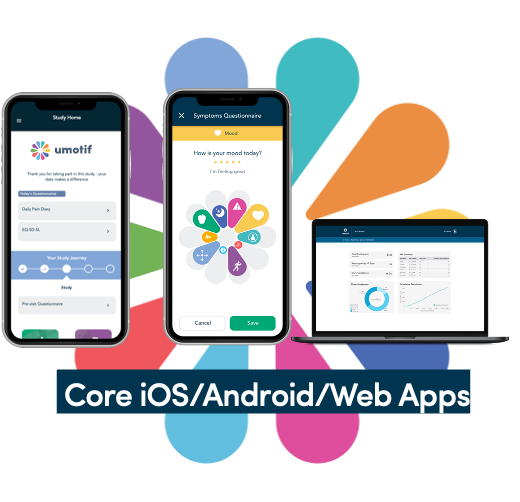 Study Home
umotif
Thank you for taking part in this study - your
data makes a difference
Today's Questionnaires
Daily Pain Diary
EQ-5D-5L
Your Study Journey
Study
Pre-visit Questionnaire
Symptoms Questionnaire
Mood
How is your mood today?
I'm feeling great
Cancel
Save
Core iOS/Android/Web Apps